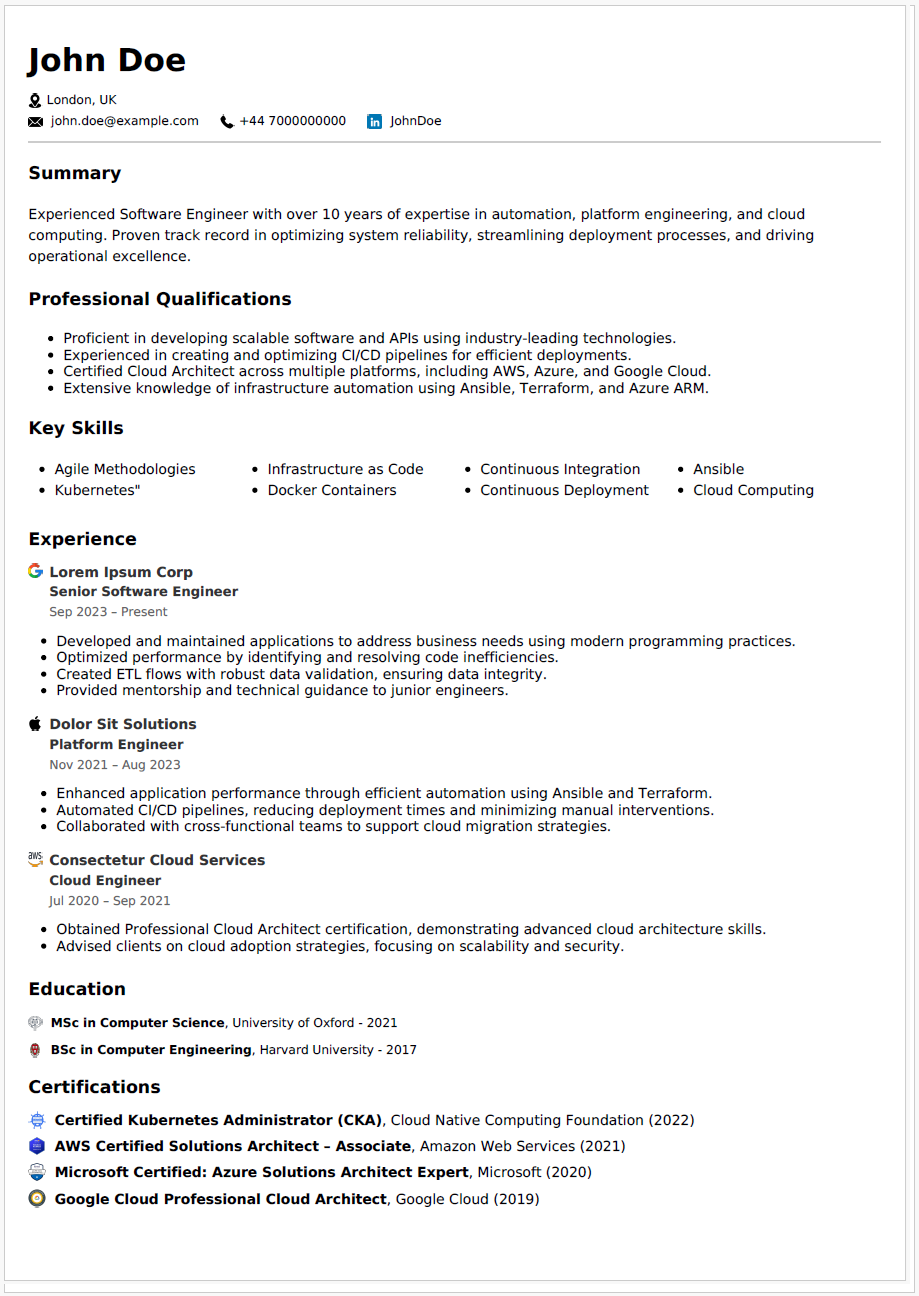 John Doe
London, UK
john.doe@example.com +44 7000000000 JohnDoe
Summary
Experienced Software Engineer with over 10 years of expertise in automation, platform engineering, and cloud
computing. Proven track record in optimizing system reliability, streamlining deployment processes, and driving
operational excellence.
Professional Qualifications
• Proficient in developing scalable software and APIs using industry-leading technologies.
• Experienced in creating and optimizing CI/CD pipelines for efficient deployments.
• Certified Cloud Architect across multiple platforms, including AWS, Azure, and Google Cloud.
• Extensive knowledge of infrastructure automation using Ansible, Terraform, and Azure ARM.
Key Skills
• Agile Methodologies • Infrastructure as Code • Continuous Integration • Ansible
• Kubernetes" • Docker Containers • Continuous Deployment • Cloud Computing
Experience
Lorem Ipsum Corp
Senior Software Engineer
Sep 2023 – Present
• Developed and maintained applications to address business needs using modern programming practices.
• Optimized performance by identifying and resolving code inefficiencies.
• Created ETL flows with robust data validation, ensuring data integrity.
• Provided mentorship and technical guidance to junior engineers.
Dolor Sit Solutions
Platform Engineer
Nov 2021 – Aug 2023
• Enhanced application performance through efficient automation using Ansible and Terraform.
• Automated CI/CD pipelines, reducing deployment times and minimizing manual interventions.
• Collaborated with cross-functional teams to support cloud migration strategies.
aws Consectetur Cloud Services
Cloud Engineer
Jul 2020 – Sep 2021
• Obtained Professional Cloud Architect certification, demonstrating advanced cloud architecture skills.
• Advised clients on cloud adoption strategies, focusing on scalability and security.
Education
MSc in Computer Science, University of Oxford - 2021
BSc in Computer Engineering, Harvard University - 2017
Certifications
Certified Kubernetes Administrator (CKA), Cloud Native Computing Foundation (2022)
AWS Certified Solutions Architect – Associate, Amazon Web Services (2021)
Microsoft Certified: Azure Solutions Architect Expert, Microsoft (2020)
Google Cloud Professional Cloud Architect, Google Cloud (2019)